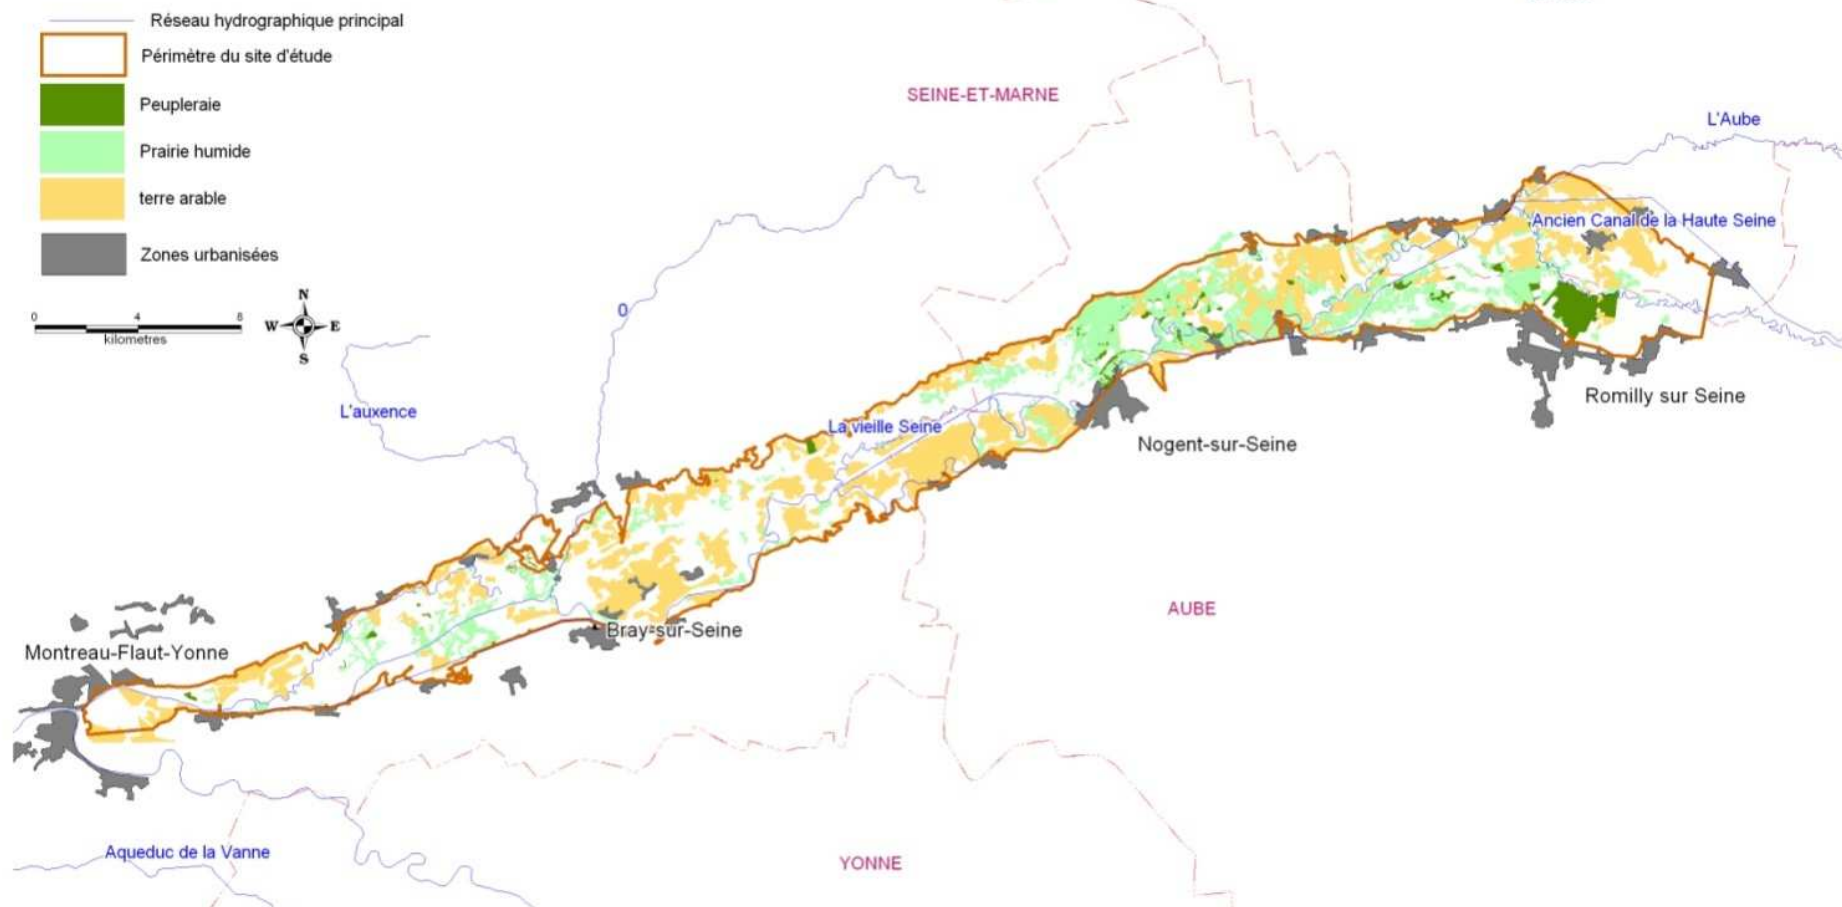 Réseau hydrographique principal
Périmètre du site d'étude
Peupleraie
Prairie humide
terre arable
Zones urbanisées
0 4 8
kilometres
N
W E
S
SEINE-ET-MARNE
L'Aube
Ancien Canal de la Haute Seine
0
L'auxence
La vieille Seine
Romilly sur Seine
Nogent-sur-Seine
Bray-sur-Seine
AUBE
Montreau-Flaut-Yonne
Aqueduc de la Vanne
YONNE